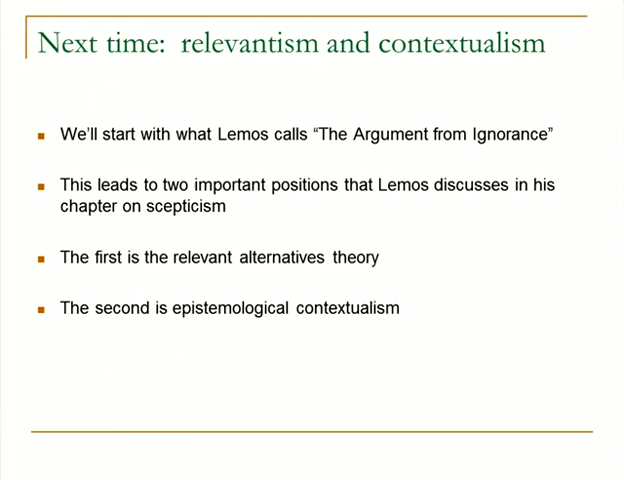 Next time: relevantism and contextualism
We'll start with what Lemos calls “The Argument from Ignorance”
This leads to two important positions that Lemos discusses in his
chapter on scepticism
The first is the relevant alternatives theory
The second is epistemological contextualism